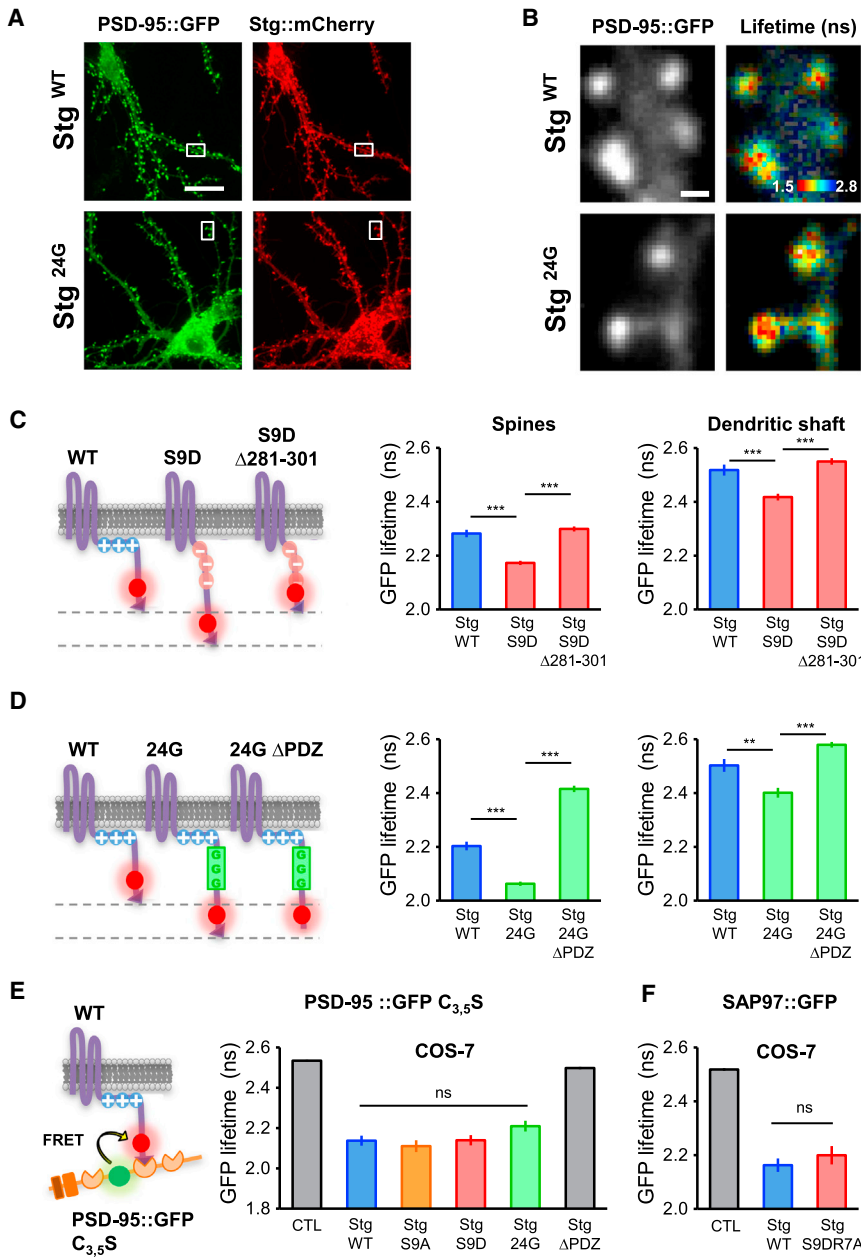 A
PSD-95::GFP
Stg::mCherry
Stg WT
Stg 24G
B
PSD-95::GFP
Lifetime (ns)
Stg WT
1.5
2.8
Stg 24G
C
WT
S9D
S9D
Δ281-301
+++
−
−
−
−
−
−
Spines
GFP lifetime (ns)
2.6
2.4
2.2
2.0
Stg
WT
Stg
S9D
Stg
S9D
Δ281-301
***
***
Dendritic shaft
GFP lifetime (ns)
2.6
2.4
2.2
2.0
Stg
WT
Stg
S9D
Stg
S9D
Δ281-301
***
***
D
WT
24G
24G ΔPDZ
+++
+++
+++
G
G
G
G
G
G
GFP lifetime (ns)
2.6
2.4
2.2
2.0
Stg
WT
Stg
24G
Stg
24G
ΔPDZ
***
***
GFP lifetime (ns)
2.6
2.4
2.2
2.0
Stg
WT
Stg
24G
Stg
24G
ΔPDZ
**
***
E
WT
+++
FRET
PSD-95::GFP
C3,5S
PSD-95 ::GFP C3,5S
COS-7
GFP lifetime (ns)
2.6
2.4
2.2
2.0
1.8
ns
CTL
Stg
WT
Stg
S9A
Stg
S9D
Stg
24G
Stg
ΔPDZ
F
SAP97::GFP
COS-7
GFP lifetime (ns)
2.6
2.4
2.2
2.0
ns
CTL
Stg
WT
Stg
S9DR7A